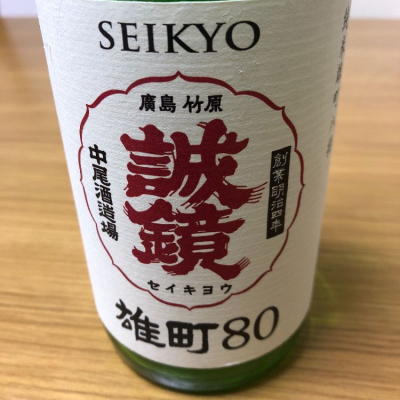 SEIKYO
廣島 竹原
誠鏡
セイキヨウ
中尾酒造場
創業明治四年
雄町80